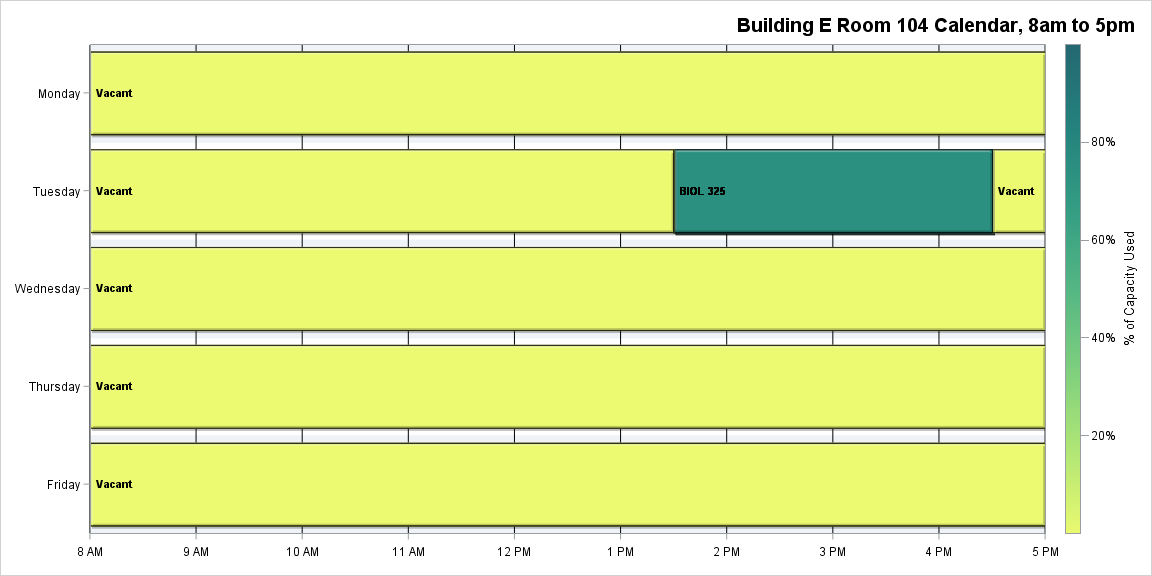 Building E Room 104 Calendar, 8am to 5pm
Monday
Vacant
Tuesday
Vacant
BIOL 325
Vacant
Wednesday
Vacant
Thursday
Vacant
Friday
Vacant
8 AM
9 AM
10 AM
11 AM
12 PM
1 PM
2 PM
3 PM
4 PM
5 PM
80%
60%
40%
20%
% of Capacity Used